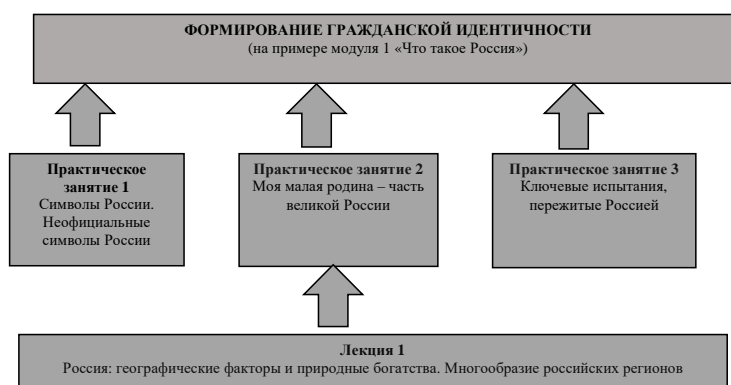 ФОРМИРОВАНИЕ ГРАЖДАНСКОЙ ИДЕНТИЧНОСТИ
(на примере модуля 1 «Что такое Россия»)
Практическое
занятие 1
Символы России.
Неофициальные
символы России
Практическое занятие 2
Моя малая родина – часть
великой России
Практическое занятие 3
Ключевые испытания,
пережитые Россией
Лекция 1
Россия: географические факторы и природные богатства. Многообразие российских регионов